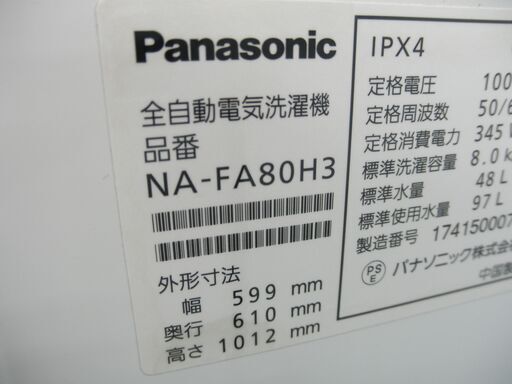 Panasonic
全自動電気洗濯機
品番
NA-FA80H3
外形寸法
幅 599 mm
奥行 610 mm
高さ 1012 mm
IPX4
定格電圧 100
定格周波数 50/6
定格消費電力 345 W
標準洗濯容量 8.0 k
標準水量 48 L
標準使用水量 97 L
製造番号 174150007
PS E パナソニック株式会
中国製